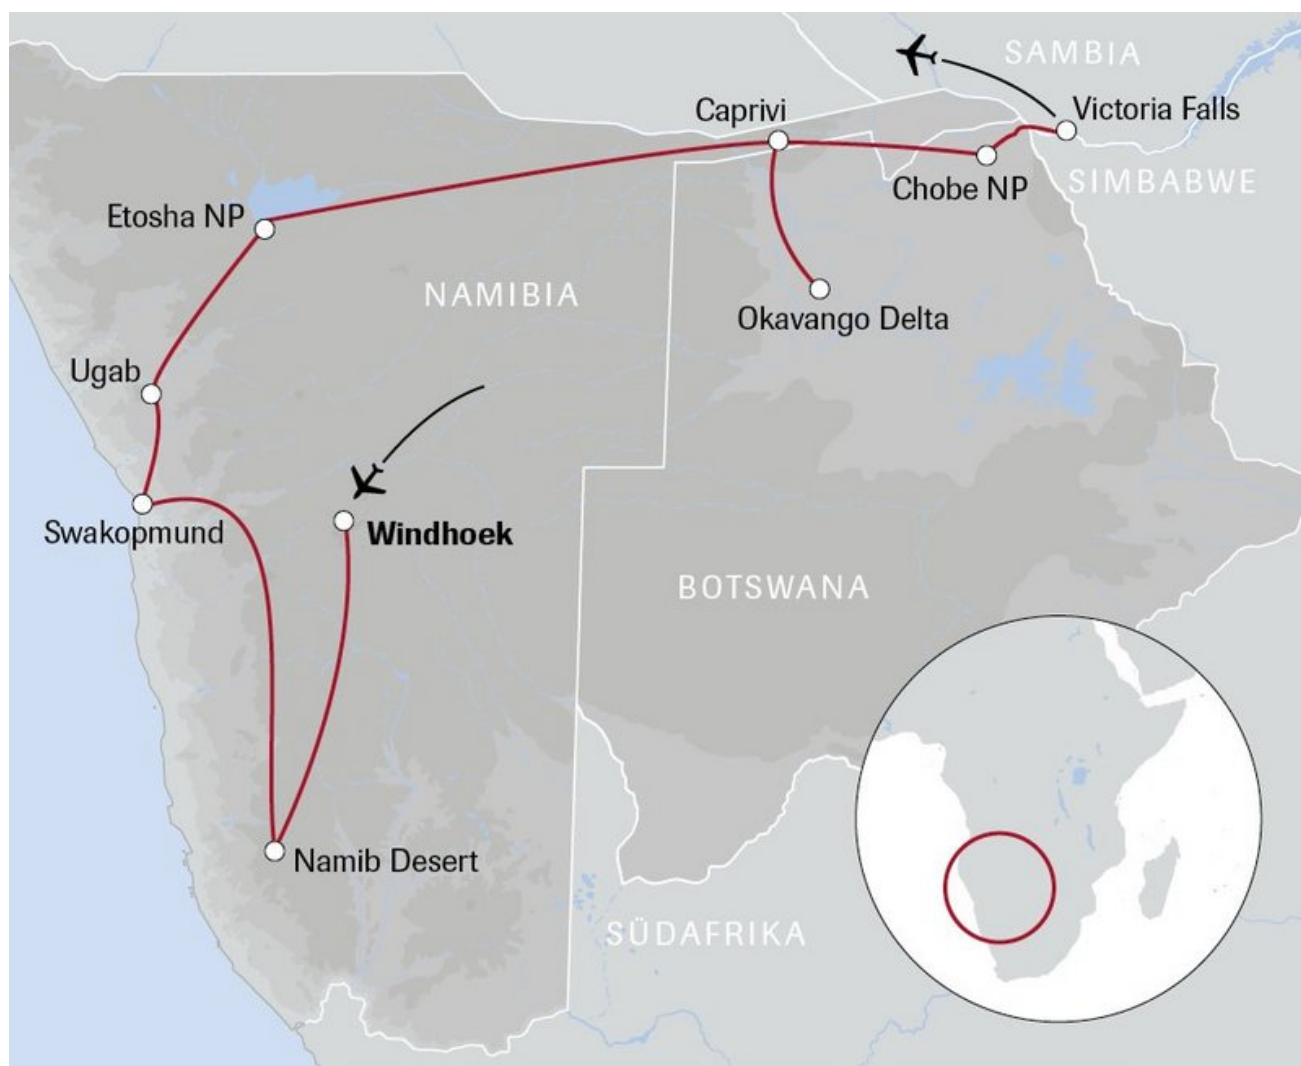 SAMBIA
Caprivi
Victoria Falls
Chobe NP
SIMBABWE
Etosha NP
NAMIBIA
Okavango Delta
Ugab
Swakopmund
Windhoek
BOTSWANA
Namib Desert
SÜDAFRIKA